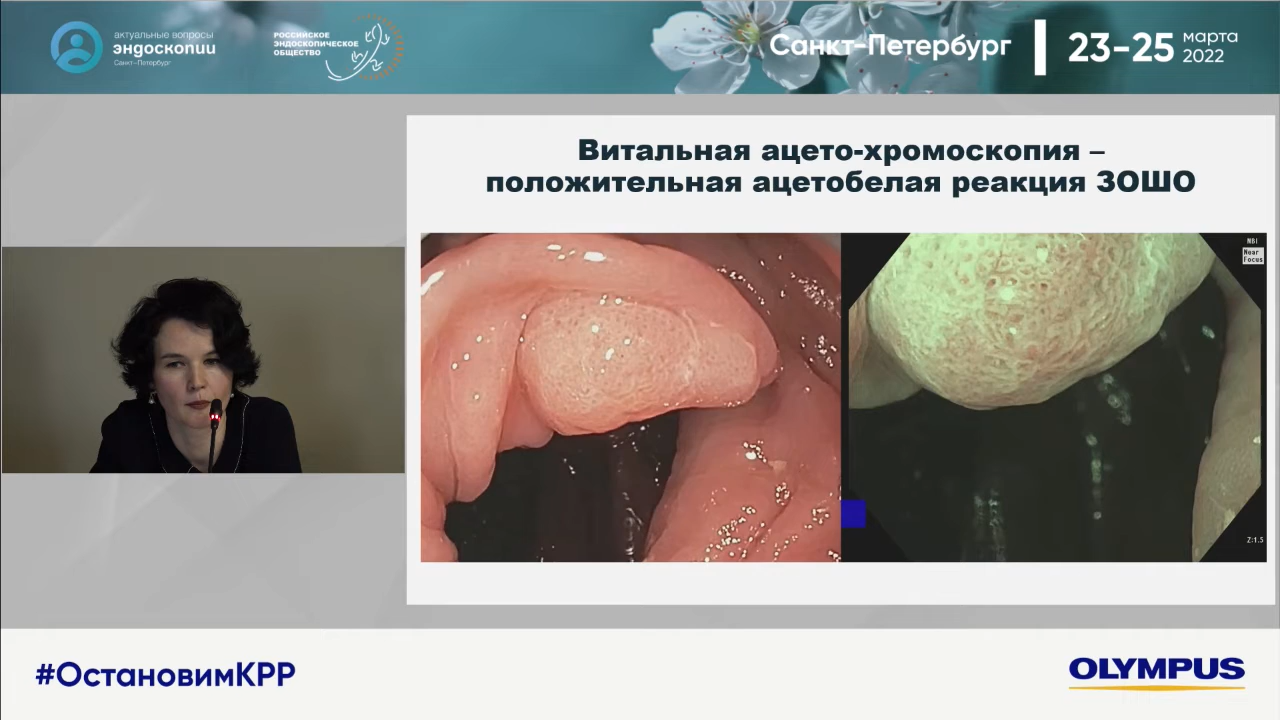 актуальные вопросы
эндоскопии
Санкт-Петербург
РОССИЙСКОЕ
ЭНДОСКОПИЧЕСКОЕ
ОБЩЕСТВО
Санкт-Петербург
23-25 марта
2022
Витальная ацето-хромоскопия –
положительная ацетобелая реакция ЗОШО
NBI
Near
Focus
Z:1.5
#ОстановимКРР
OLYMPUS